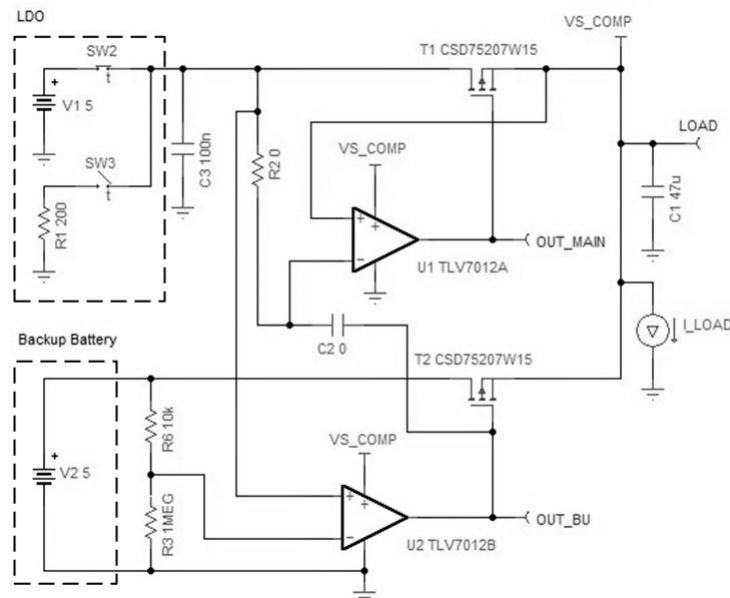 LDO
SW2
T1 CSD75207W15
VS_COMP
+
V1 5
t
SW3
t
R1 200
C3 100n
R2 0
VS_COMP
LOAD
C1 47u
+
+
−
U1 TLV7012A
OUT_MAIN
C2 0
I_LOAD
Backup Battery
T2 CSD75207W15
+
V2 5
R6 10k
R3 1MEG
VS_COMP
+
+
−
U2 TLV7012B
OUT_BU